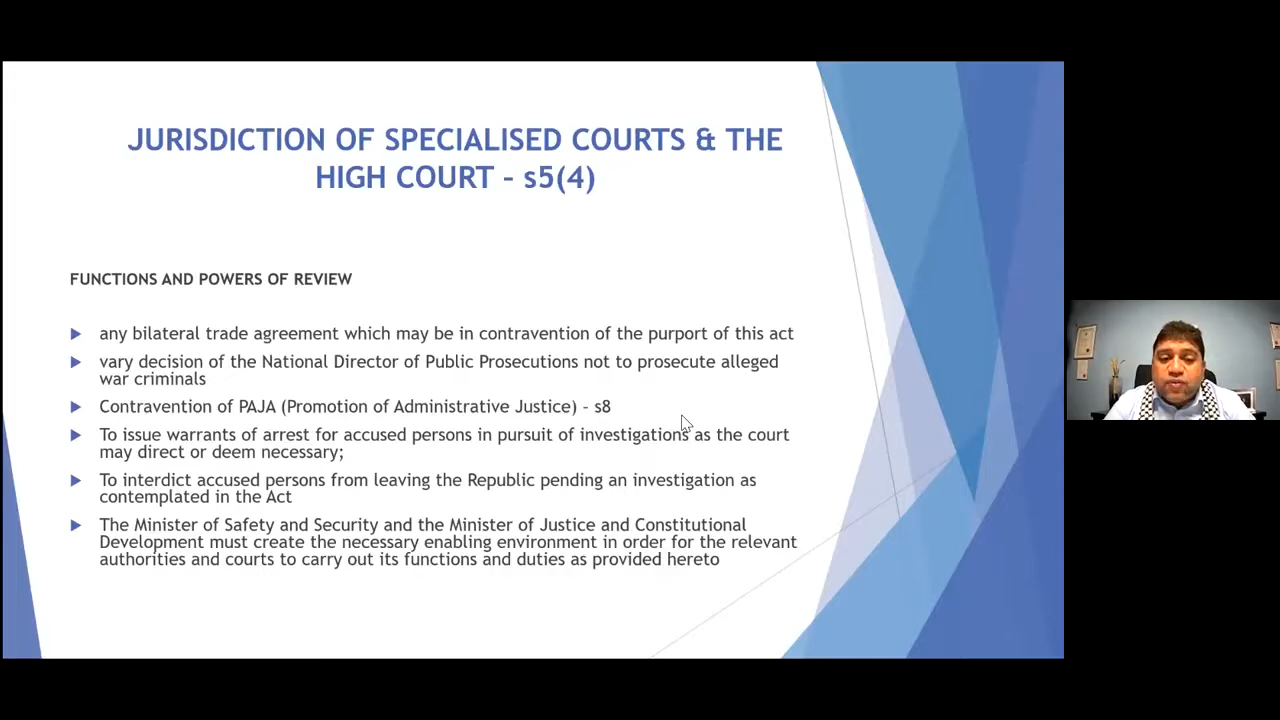 JURISDICTION OF SPECIALISED COURTS & THE
HIGH COURT – s5(4)
FUNCTIONS AND POWERS OF REVIEW
any bilateral trade agreement which may be in contravention of the purport of this act
vary decision of the National Director of Public Prosecutions not to prosecute alleged
war criminals
Contravention of PAJA (Promotion of Administrative Justice) – s8
To issue warrants of arrest for accused persons in pursuit of investigations as the court
may direct or deem necessary;
To interdict accused persons from leaving the Republic pending an investigation as
contemplated in the Act
The Minister of Safety and Security and the Minister of Justice and Constitutional
Development must create the necessary enabling environment in order for the relevant
authorities and courts to carry out its functions and duties as provided hereto